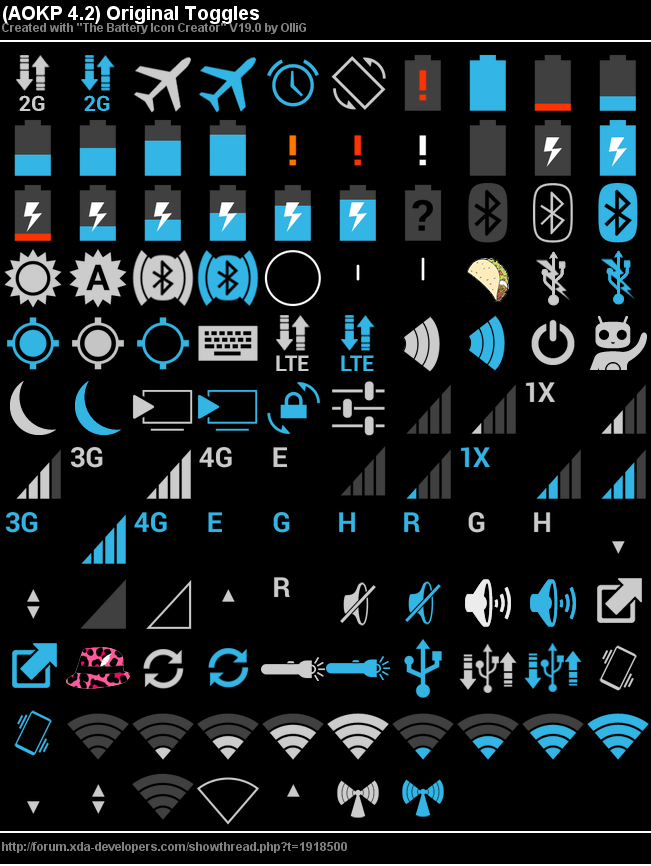 (AOKP 4.2) Original Toggles
Created with "The Battery Icon Creator" V19.0 by OlliG
2G 2G ! !
! ! !
?
A
LTE LTE
1X
3G 4G E 1X
3G 4G E G H R G H
R
http://forum.xda-developers.com/showthread.php?t=1918500